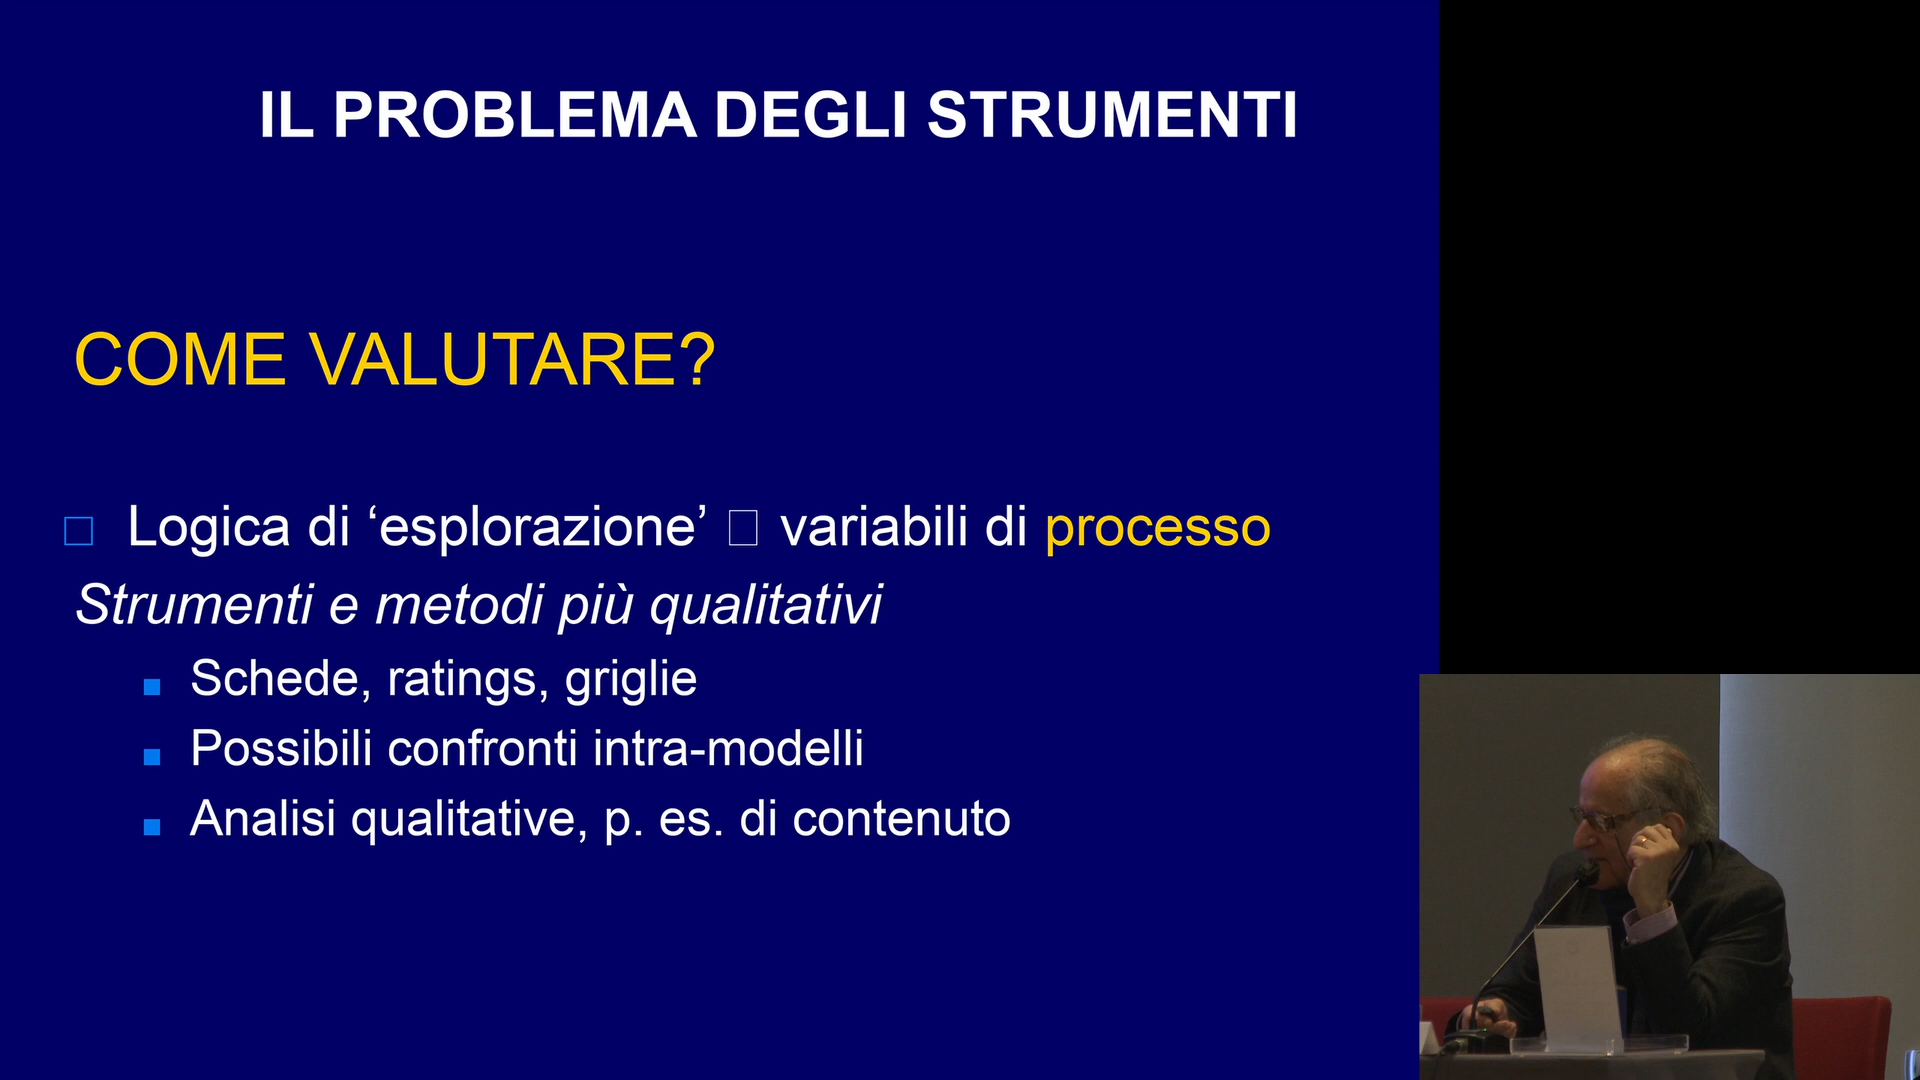 IL PROBLEMA DEGLI STRUMENTI
COME VALUTARE?
Logica di ‘esplorazione’ □ variabili di processo
Strumenti e metodi più qualitativi
Schede, ratings, griglie
Possibili confronti intra-modelli
Analisi qualitative, p. es. di contenuto